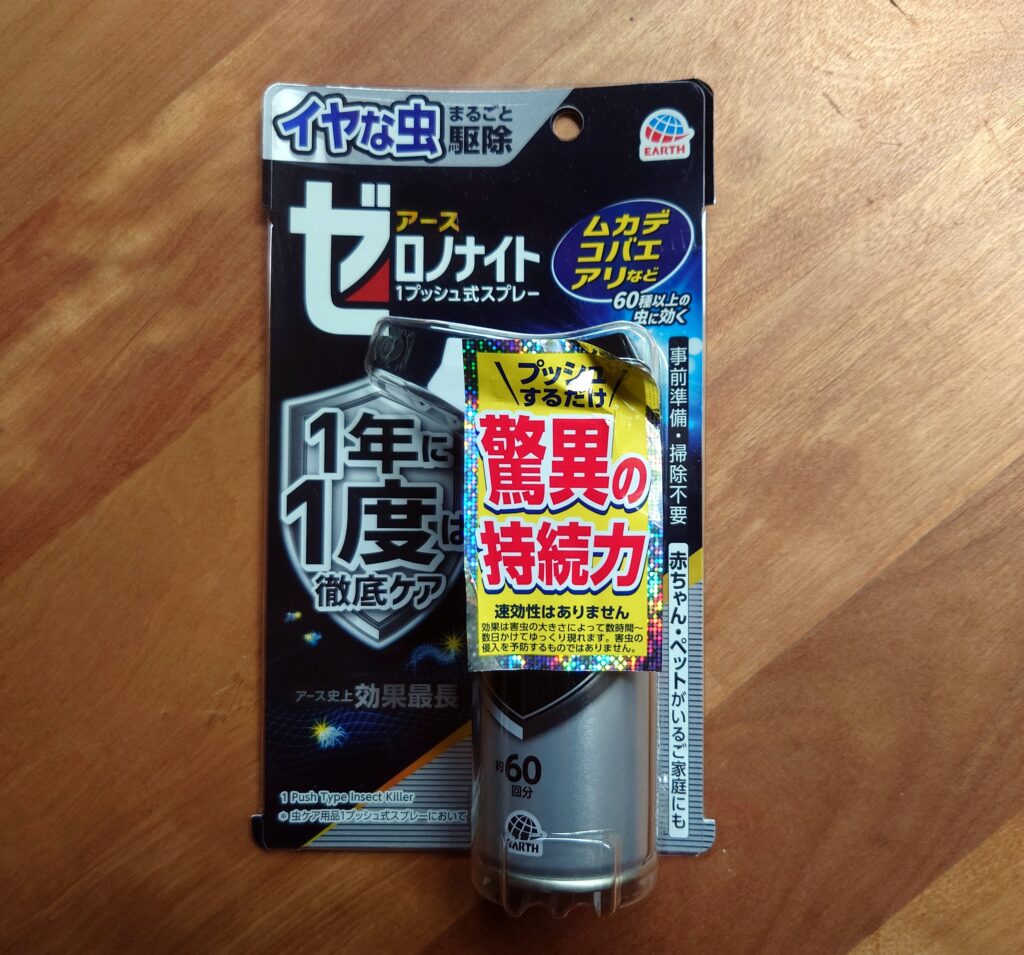 イヤな虫
まるごと
駆除
EARTH
アース
ゼロノナイト
1プッシュ式スプレー
ムカデ
コバエ
アリなど
60種以上の
虫に効く
1年に
1度は
徹底ケア
プッシュ
するだけ
驚異の
持続力
速効性はありません
効果は害虫の大きさによって数時間～
数日かけてゆっくり現れます。害虫の
侵入を予防するものではありません。
事前準備・掃除不要
赤ちゃん・ペットがいるご家庭にも
アース史上効果最長
約60
回分
EARTH
1 Push Type Insect Killer
＊虫ケア用品1プッシュ式スプレーにおいて